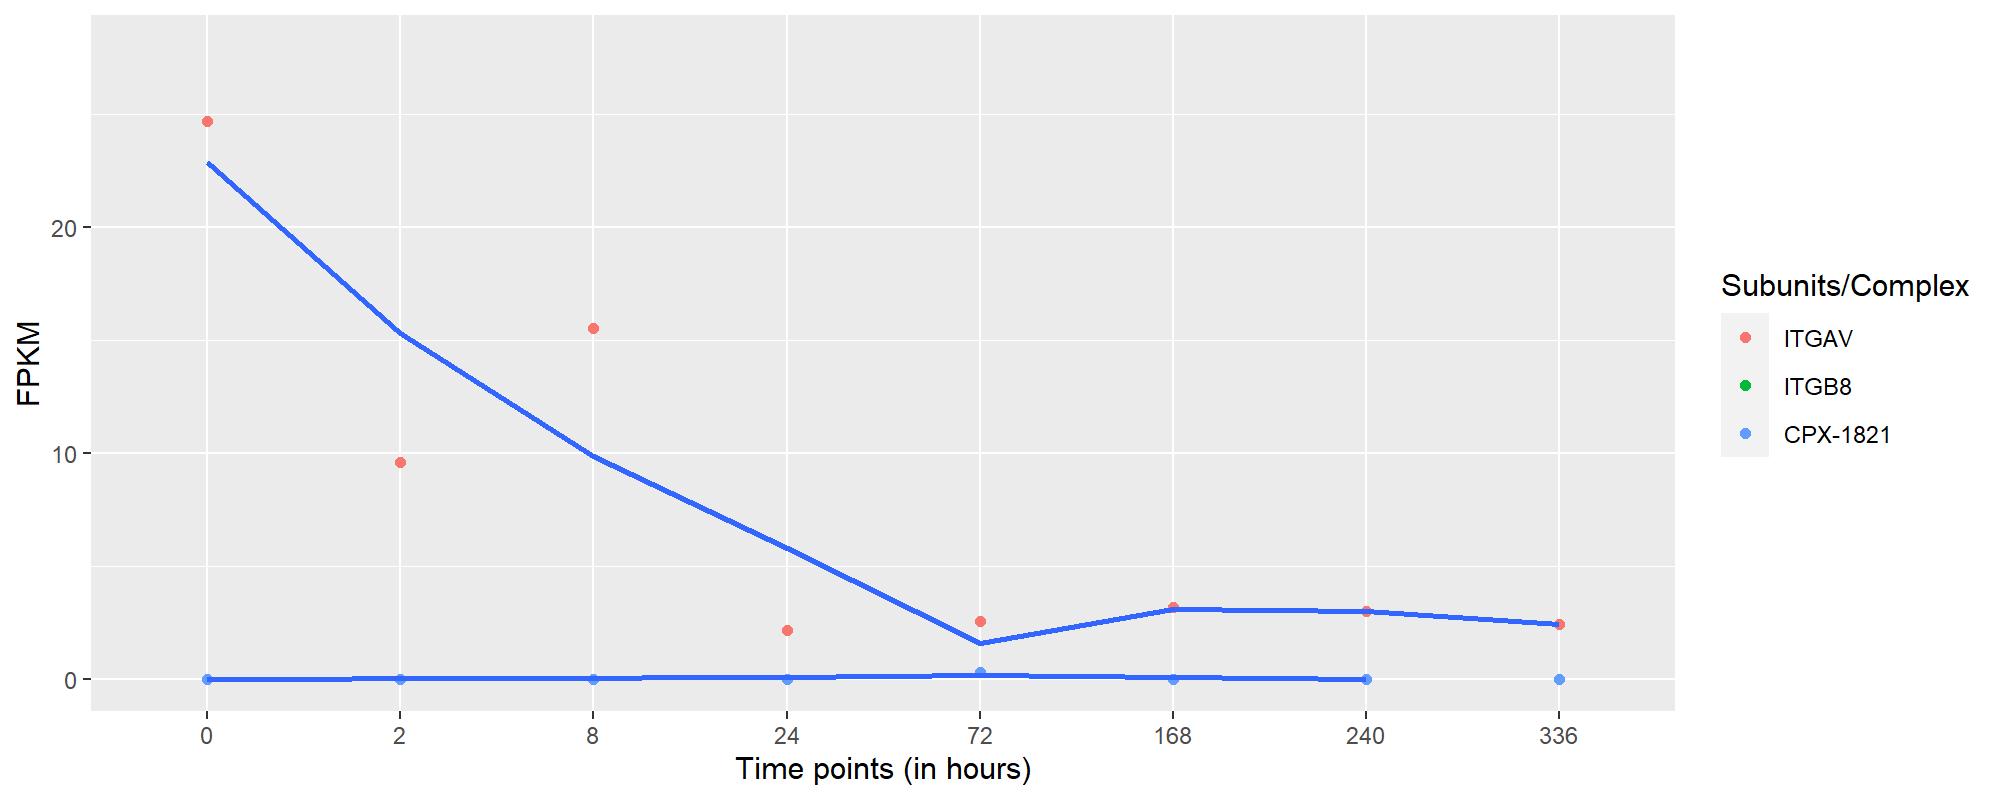 20
10
0
FPKM
0 2 8 24 72 168 240 336
Time points (in hours)
Subunits/Complex
ITGAV
ITGB8
CPX-1821